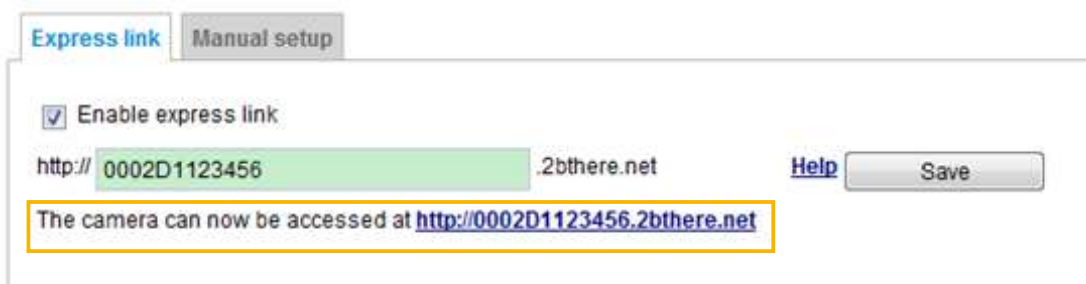 Express link Manual setup
Enable express link
http:// 0002D1123456 .2bthere.net Help Save
The camera can now be accessed at http://0002D1123456.2bthere.net